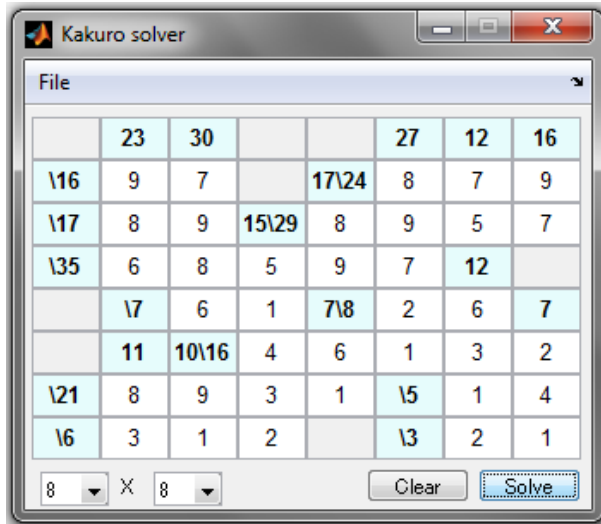 Kakuro solver
File
23 30 27 12 16
\16 9 7 17\24 8 7 9
\17 8 9 15\29 8 9 5 7
\35 6 8 5 9 7 12
\7 6 1 7\8 2 6 7
11 10\16 4 6 1 3 2
\21 8 9 3 1 \5 1 4
\6 3 1 2 \3 2 1
8 X 8 Clear Solve